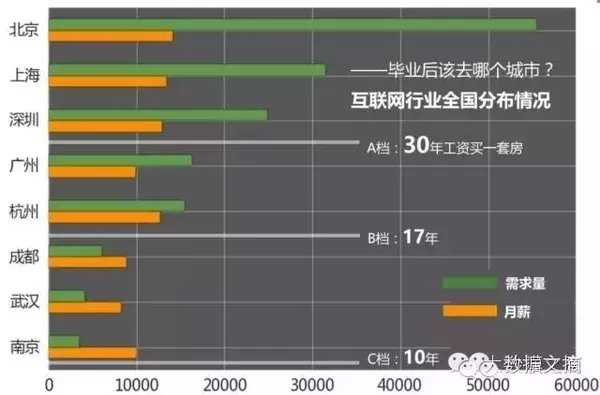 北京
上海
——毕业后该去哪个城市？
互联网行业全国分布情况
深圳
A档：30年工资买一套房
广州
杭州
B档：17年
成都
需求量
武汉
月薪
南京
C档：10年
大数据文摘
0 10000 20000 30000 40000 50000 60000